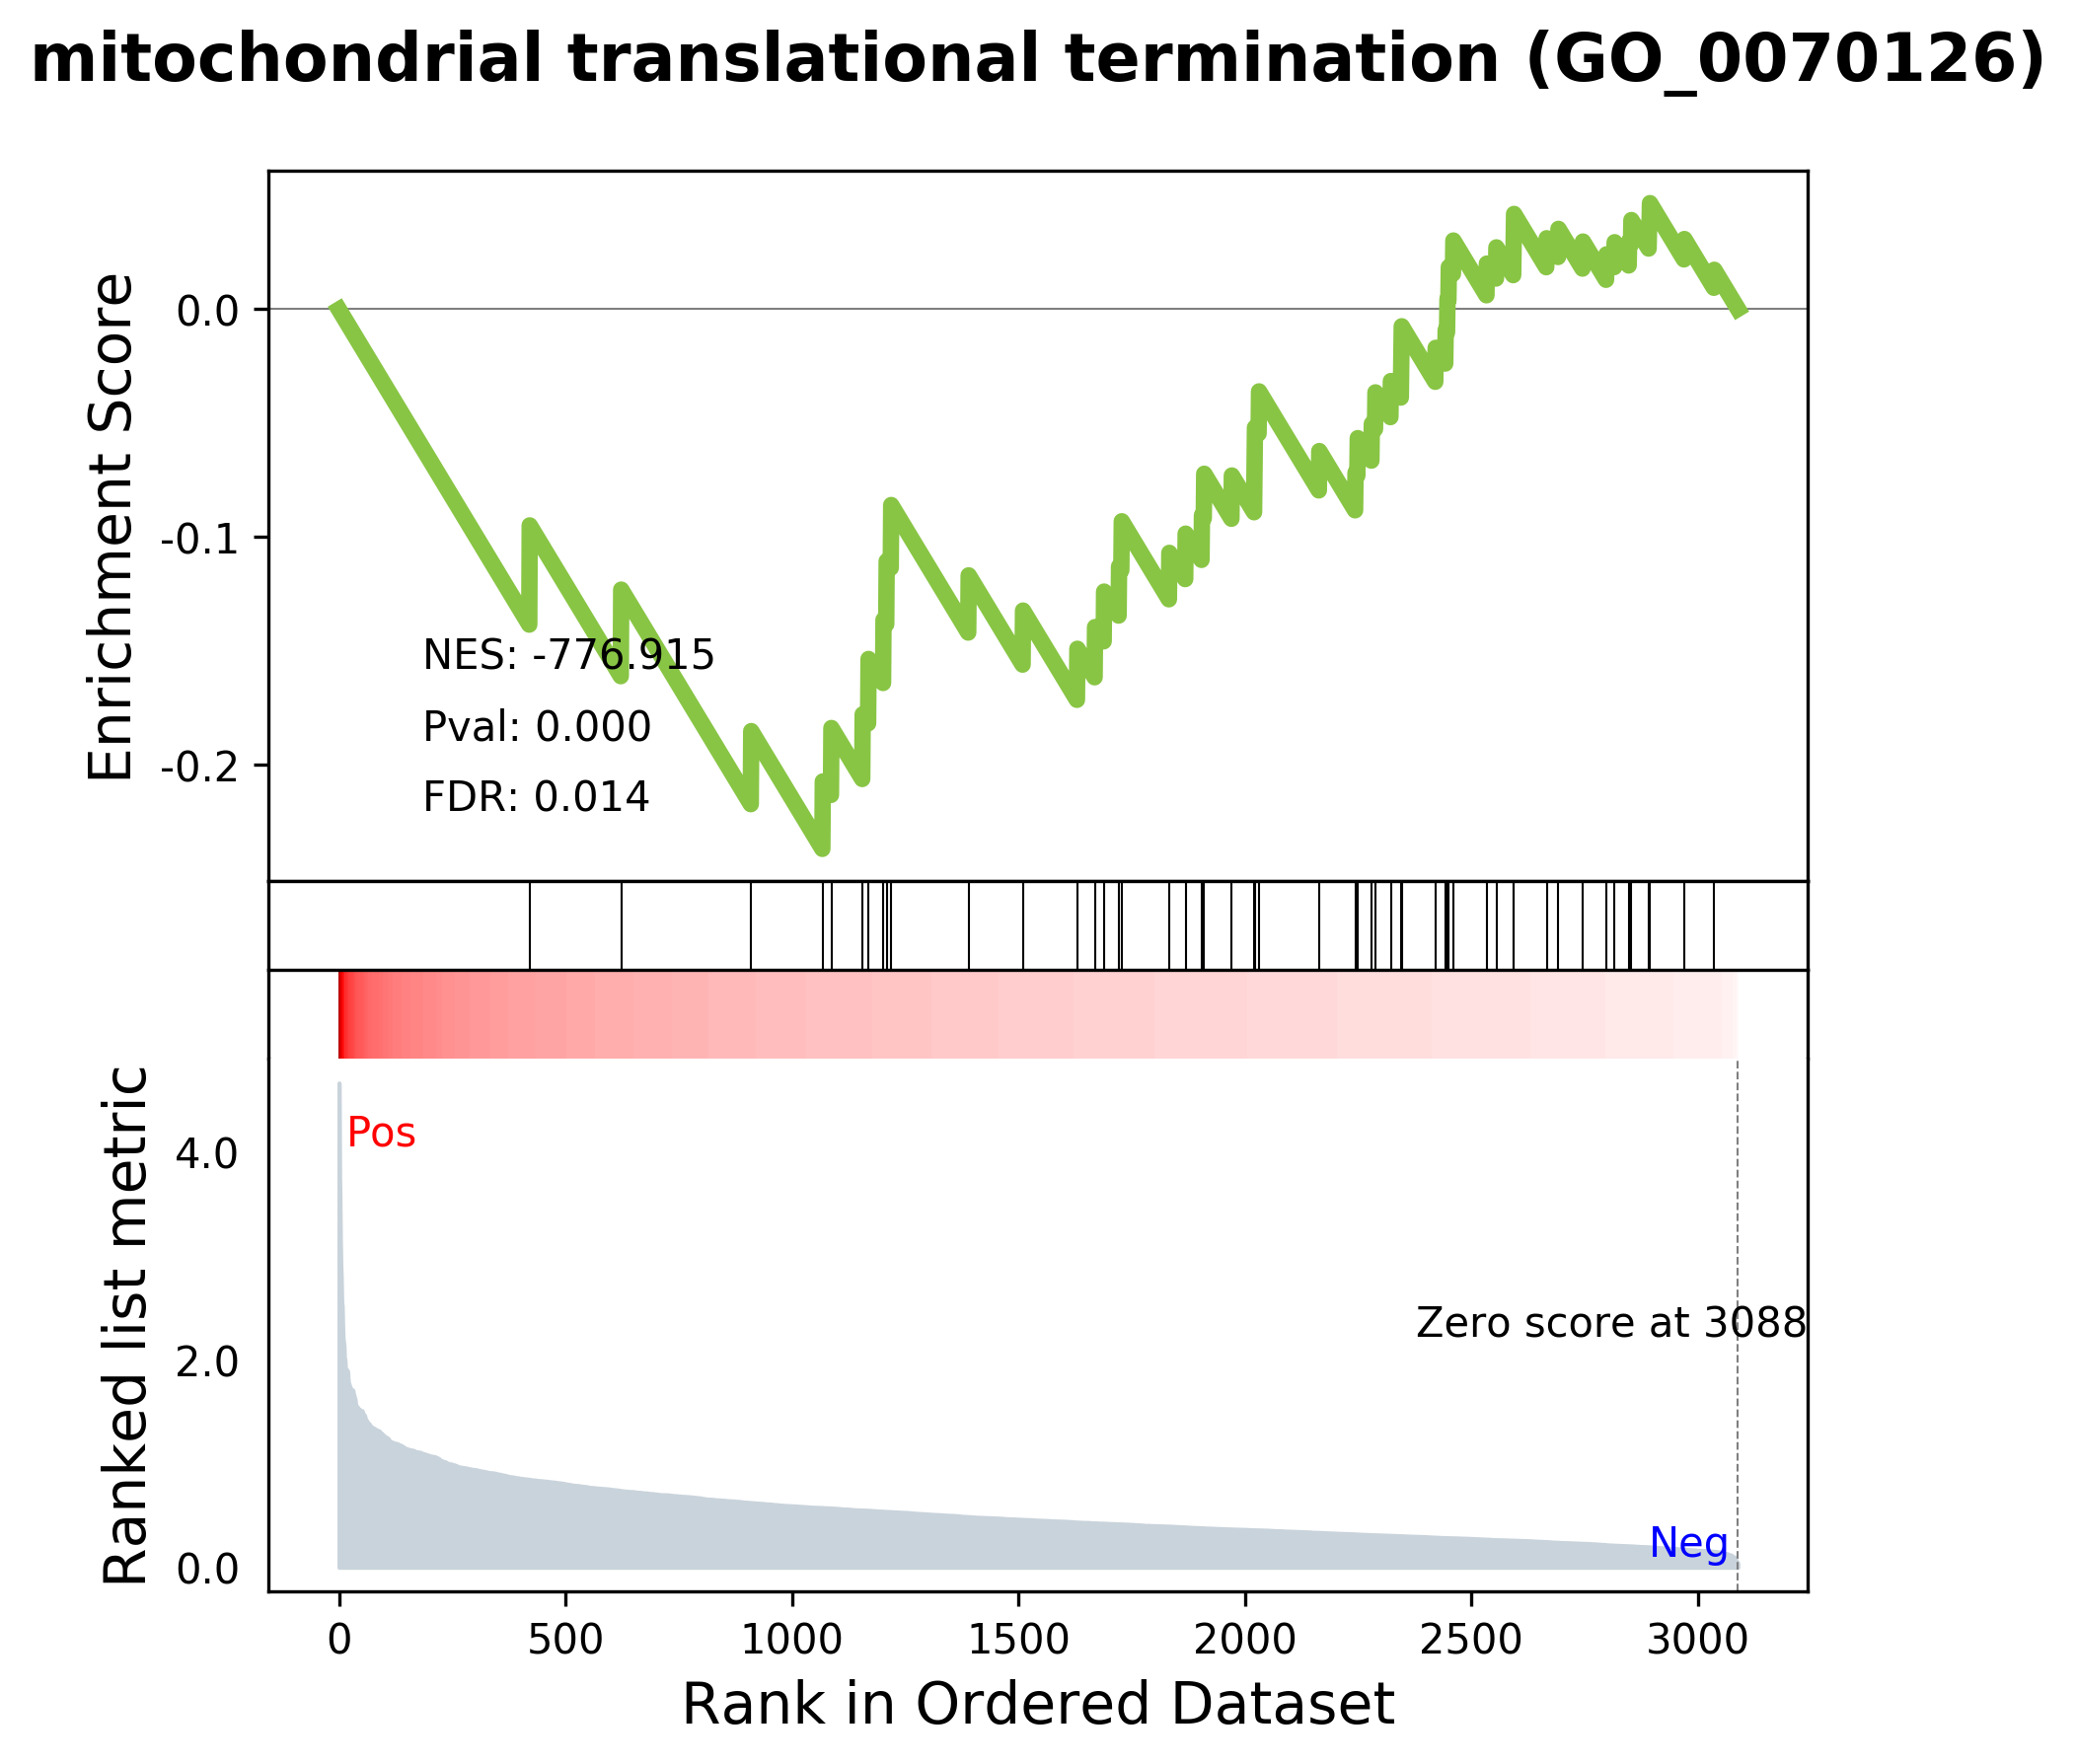 mitochondrial translational termination (GO_0070126)
Enrichment Score
0.0
-0.1
-0.2
NES: -776.915
Pval: 0.000
FDR: 0.014
Ranked list metric
4.0
2.0
0.0
Pos
Zero score at 3088
Neg
0 500 1000 1500 2000 2500 3000
Rank in Ordered Dataset